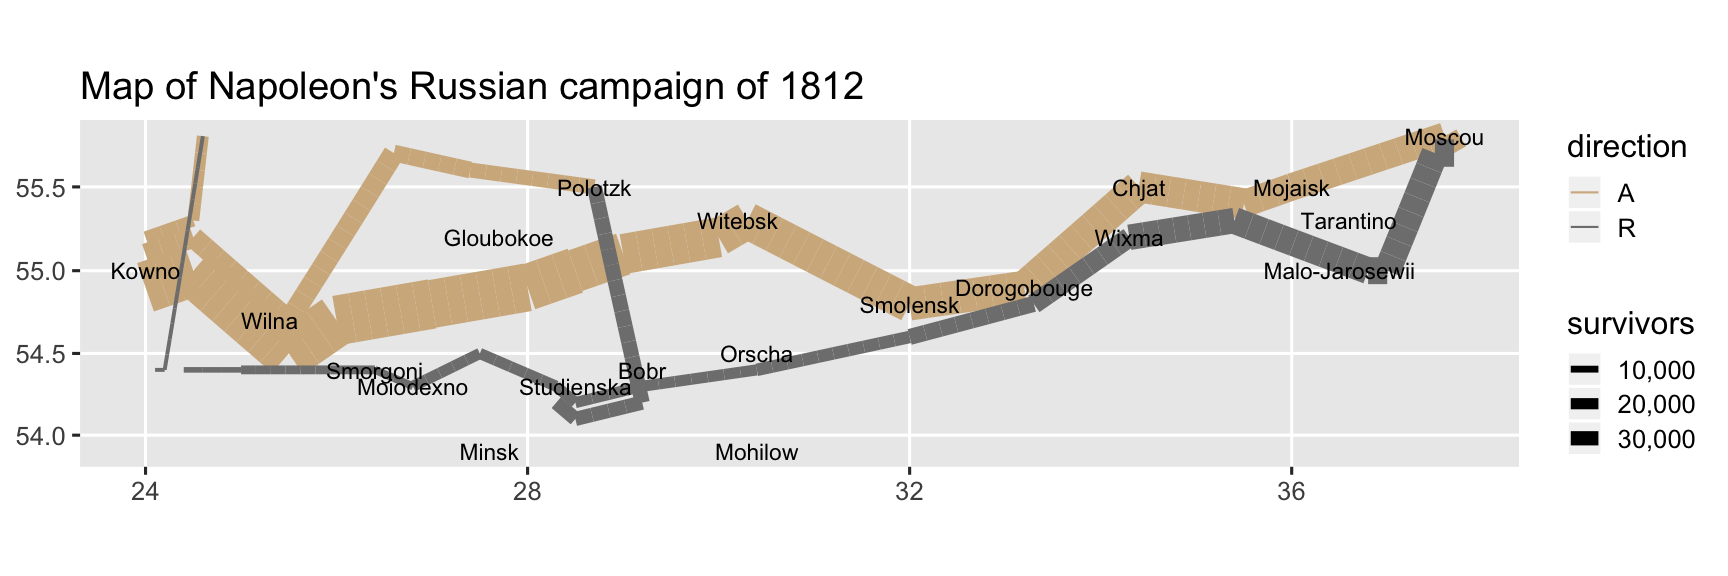 Map of Napoleon's Russian campaign of 1812
Moscou
55.5
Polotzk
Chjat
Mojaisk
Witebsk
Tarantino
Gloubokoe
Wixma
55.0
Kowno
Malo-Jarosewii
Dorogobouge
Smolensk
Wilna
54.5
Orscha
Smorgoni
Bobr
Moiodexno
Studienska
54.0
Minsk
Mohilow
24
28
32
36
direction
A
R
survivors
10,000
20,000
30,000